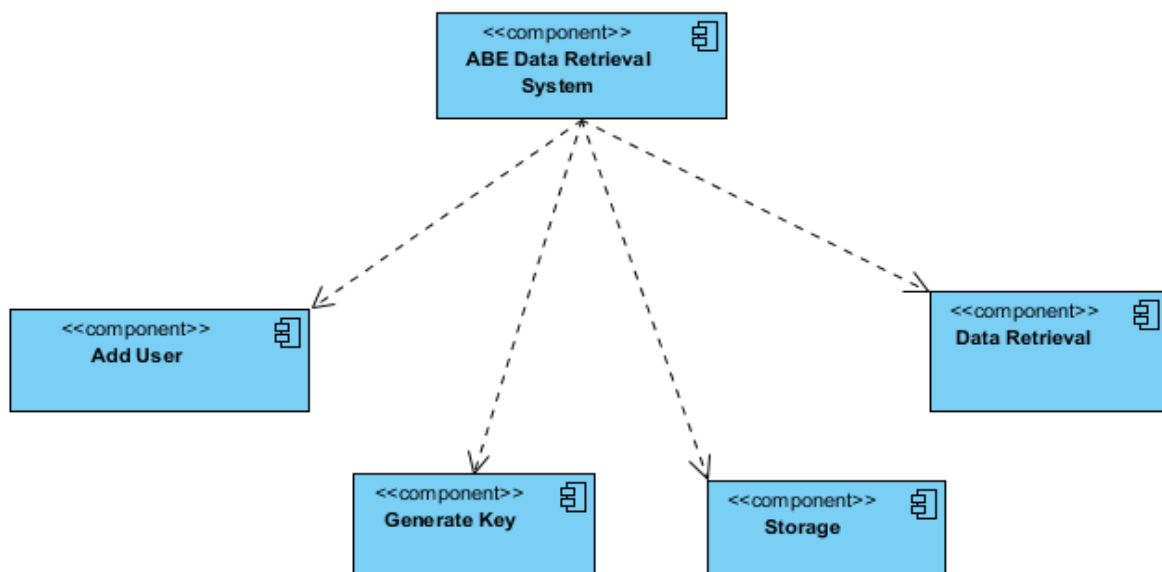 <<component>>
ABE Data Retrieval
System
<<component>>
Add User
<<component>>
Data Retrieval
<<component>>
Generate Key
<<component>>
Storage